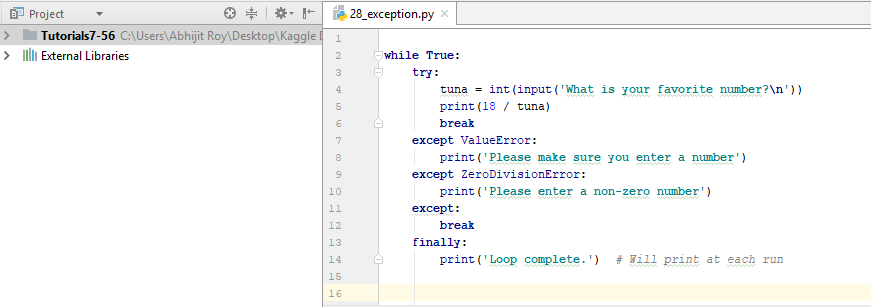 Project
28_exception.py
Tutorials7-56 C:\Users\Abhijit Roy\Desktop\Kaggle D
External Libraries
1
2 while True:
3 try:
4 tuna = int(input('What is your favorite number?\n'))
5 print(18 / tuna)
6 break
7 except ValueError:
8 print('Please make sure you enter a number')
9 except ZeroDivisionError:
10 print('Please enter a non-zero number')
11 except:
12 break
13 finally:
14 print('Loop complete.') # Will print at each run
15
16